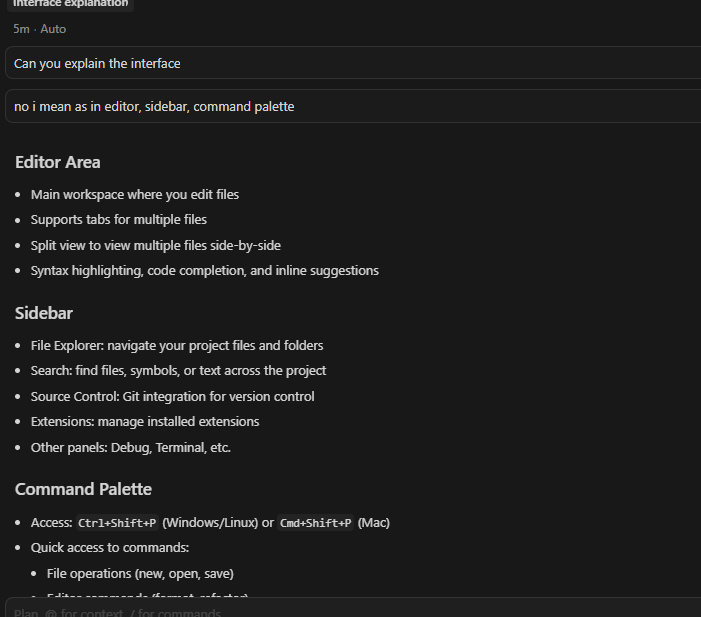 Interface explanation
5m · Auto
Can you explain the interface
no i mean as in editor, sidebar, command palette
Editor Area
• Main workspace where you edit files
• Supports tabs for multiple files
• Split view to view multiple files side-by-side
• Syntax highlighting, code completion, and inline suggestions
Sidebar
• File Explorer: navigate your project files and folders
• Search: find files, symbols, or text across the project
• Source Control: Git integration for version control
• Extensions: manage installed extensions
• Other panels: Debug, Terminal, etc.
Command Palette
• Access: Ctrl+Shift+P (Windows/Linux) or Cmd+Shift+P (Mac)
• Quick access to commands:
• File operations (new, open, save)
• Editor commands (format, refactor)
Plan, @ for context, / for commands